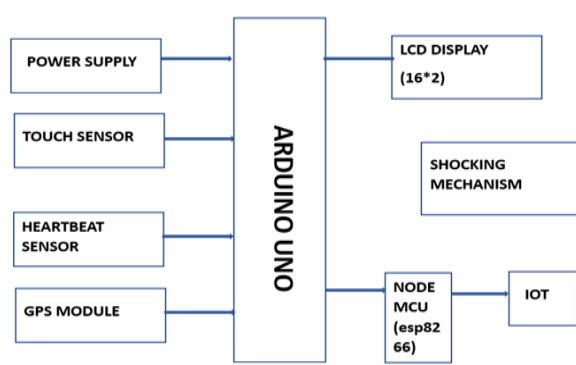 POWER SUPPLY
TOUCH SENSOR
HEARTBEAT
SENSOR
GPS MODULE
ARDUINO UNO
LCD DISPLAY
(16*2)
SHOCKING
MECHANISM
NODE
MCU
(esp82
66)
IOT